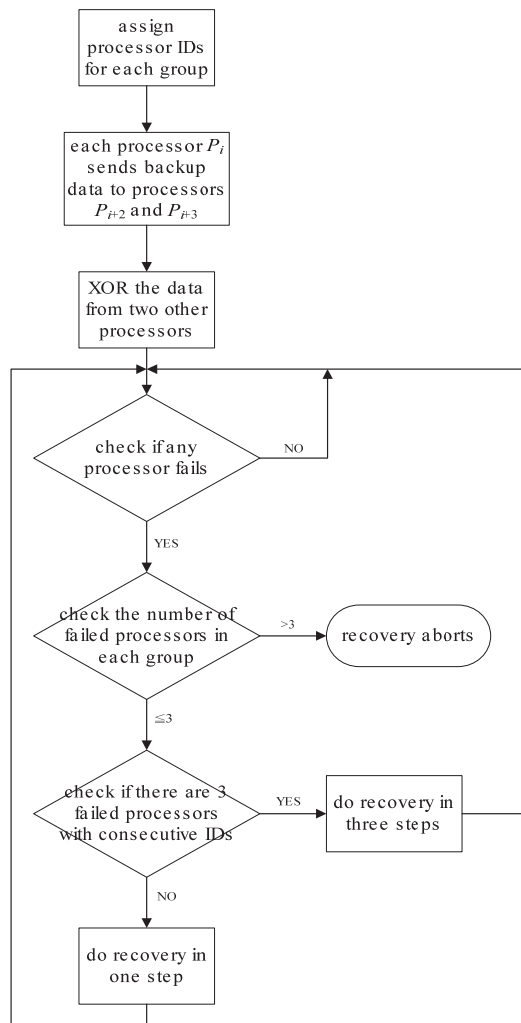 assign
processor IDs
for each group
each processor Pi
sends backup
data to processors
Pi+2 and Pi+3
XOR the data
from two other
processors
check if any
processor fails
NO
YES
check the number of
failed processors in
each group
>3
recovery aborts
≦3
check if there are 3
failed processors
with consecutive IDs
YES
do recovery in
three steps
NO
do recovery in
one step